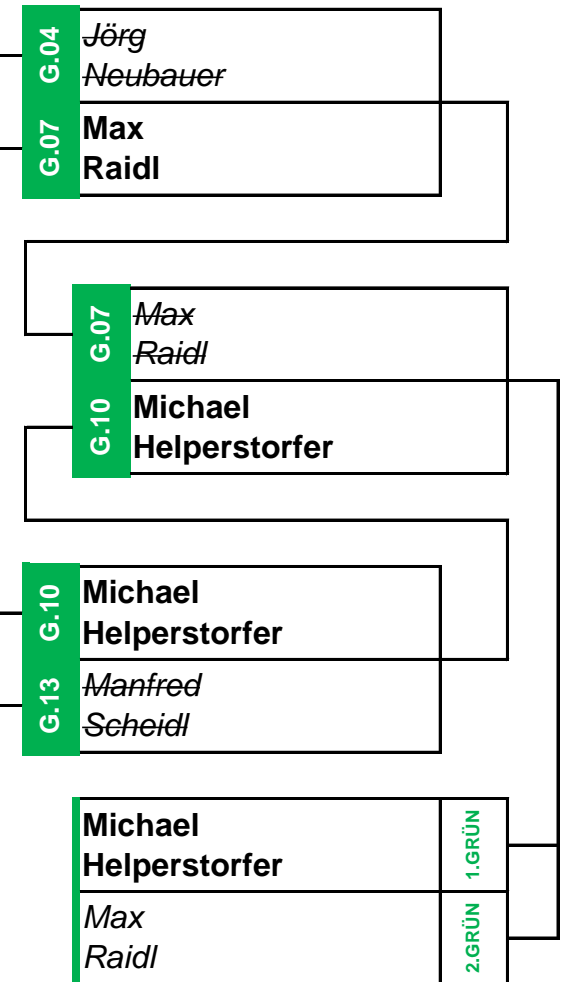 G.04
Jörg
Neubauer
G.07
Max
Raidl
G.07
Max
Raidl
G.10
Michael
Helperstorfer
G.10
Michael
Helperstorfer
G.13
Manfred
Scheidl
Michael
Helperstorfer
1.GRÜN
Max
Raidl
2.GRÜN